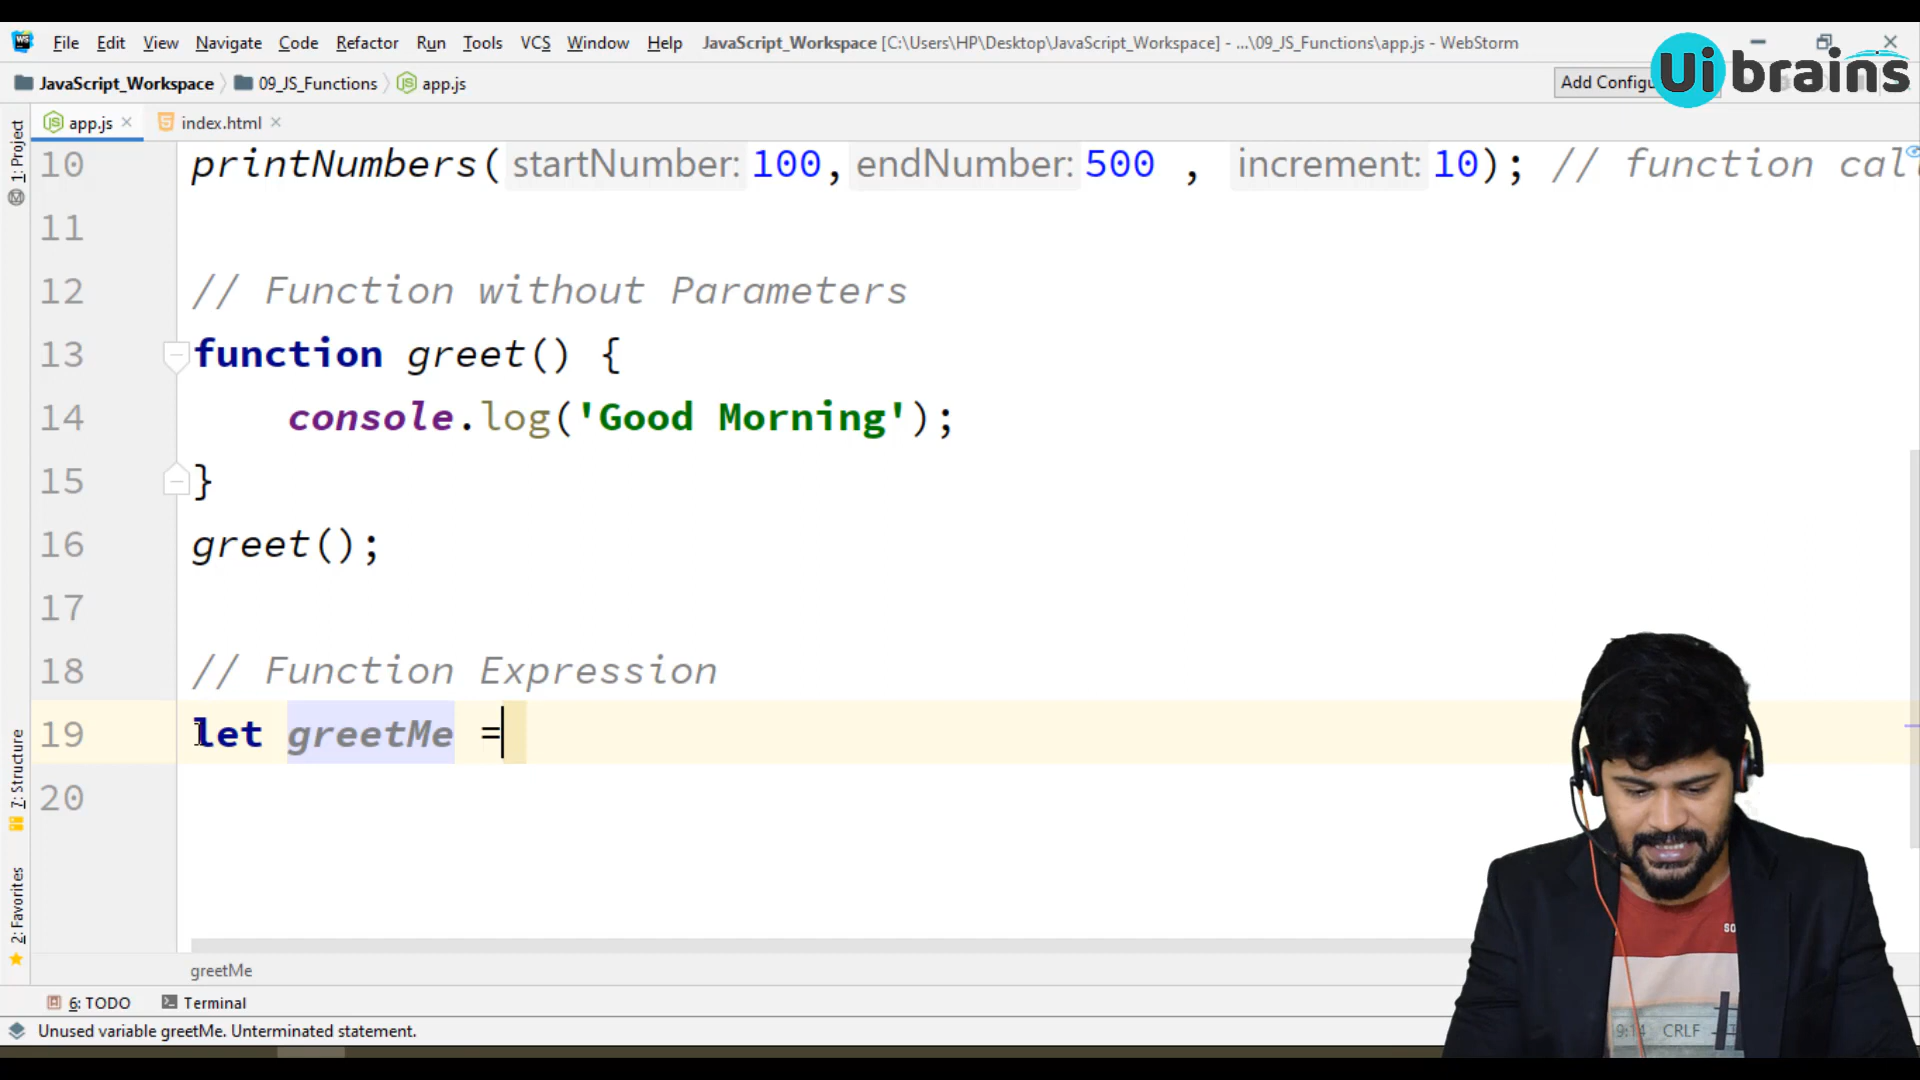 File Edit View Navigate Code Refactor Run Tools VCS Window Help JavaScript_Workspace [C:\Users\HP\Desktop\JavaScript_Workspace] - ...\09_JS_Functions\app.js - WebStorm
JavaScript_Workspace 09_JS_Functions app.js Add Configu
Ui brains
app.js index.html
1: Project
7: Structure
2: Favorites
10 printNumbers( startNumber: 100, endNumber: 500 , increment: 10); // function cal
11
12 // Function without Parameters
13 function greet() {
14 console.log('Good Morning');
15 }
16 greet();
17
18 // Function Expression
19 let greetMe =
20
greetMe
6: TODO Terminal
Unused variable greetMe. Unterminated statement.
CRLF